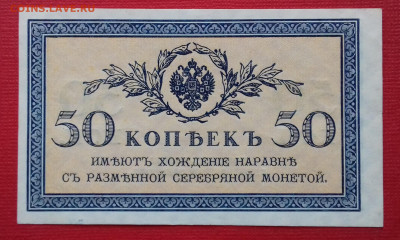 COINS.LAVE.RU
50 КОПѢЕКЪ 50
ИМѢЮТЪ ХОЖДЕНІЕ НАРАВНѢ
СЪ РАЗМѢННОЙ СЕРЕБРЯНОЙ МОНЕТОЙ.